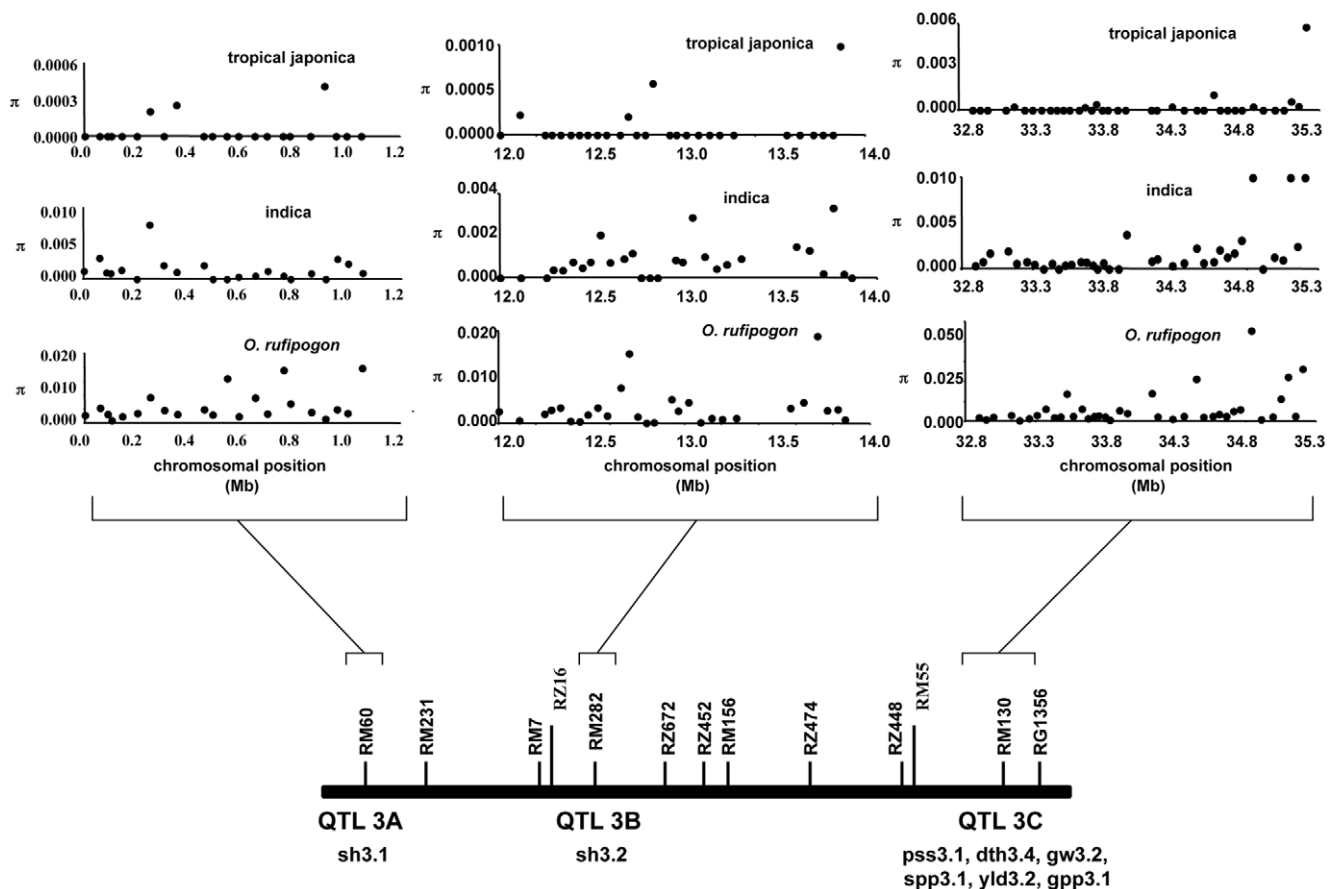 tropical japonica
0.0006
0.0003
0.0000
π
0.0 0.2 0.4 0.6 0.8 1.0 1.2
tropical japonica
0.0010
0.0005
0.0000
π
12.0 12.5 13.0 13.5 14.0
tropical japonica
0.006
0.003
0.000
π
32.8 33.3 33.8 34.3 34.8 35.3
indica
0.010
0.005
0.000
π
0.0 0.2 0.4 0.6 0.8 1.0 1.2
indica
0.004
0.002
0.000
π
12.0 12.5 13.0 13.5 14.0
indica
0.010
0.005
0.000
π
32.8 33.3 33.8 34.3 34.8 35.3
O. rufipogon
0.020
0.010
0.000
π
0.0 0.2 0.4 0.6 0.8 1.0 1.2
chromosomal position
(Mb)
O. rufipogon
0.020
0.010
0.000
π
12.0 12.5 13.0 13.5 14.0
chromosomal position
(Mb)
O. rufipogon
0.050
0.025
0.000
π
32.8 33.3 33.8 34.3 34.8 35.3
chromosomal position
(Mb)
RM60
RM231
RM7
RZ16
RM282
RZ672
RZ452
RM156
RZ474
RZ448
RM55
RM130
RG1356
QTL 3A
sh3.1
QTL 3B
sh3.2
QTL 3C
pss3.1, dth3.4, gw3.2,
spp3.1, yld3.2, gpp3.1